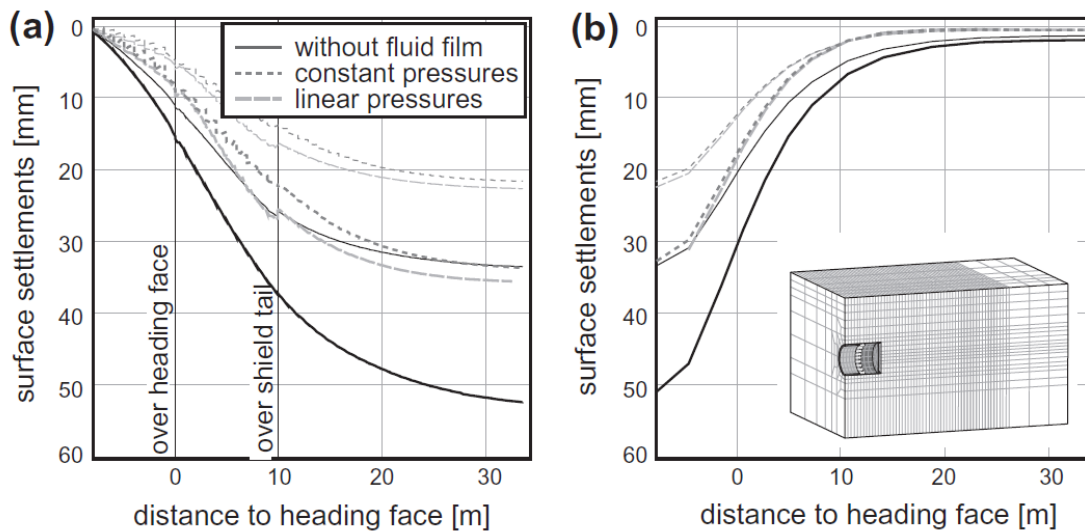 (a)
0
10
20
30
40
50
60
surface settlements [mm]
without fluid film
constant pressures
linear pressures
over heading face
over shield tail
0
10
20
30
distance to heading face [m]
(b)
0
10
20
30
40
50
60
surface settlements [mm]
0
10
20
30
distance to heading face [m]